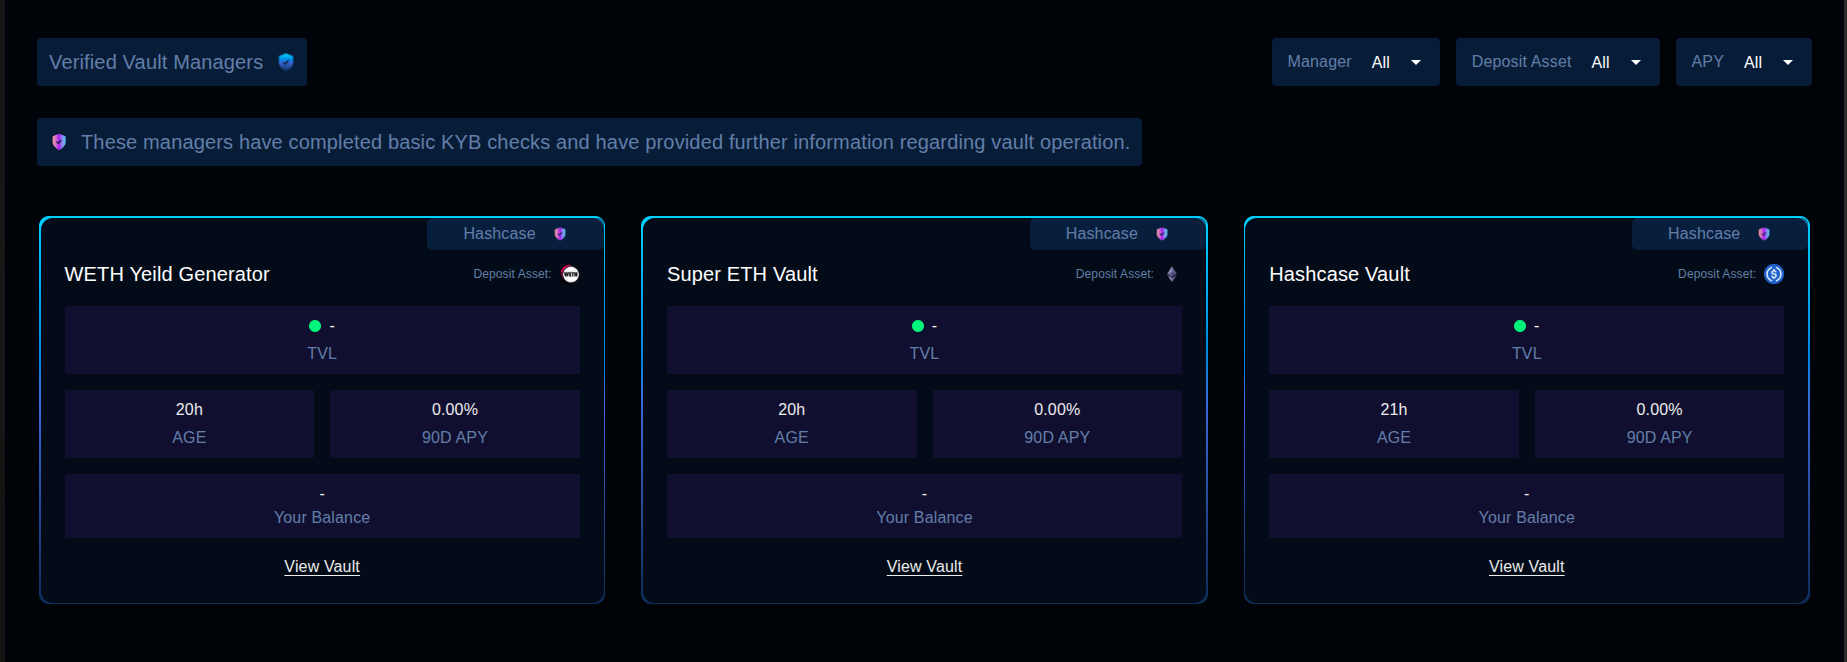 Verified Vault Managers
Manager All
Deposit Asset All
APY All
These managers have completed basic KYB checks and have provided further information regarding vault operation.
Hashcase
WETH Yeild Generator
Deposit Asset: WETH
-
TVL
20h
AGE
0.00%
90D APY
-
Your Balance
View Vault
Hashcase
Super ETH Vault
Deposit Asset:
-
TVL
20h
AGE
0.00%
90D APY
-
Your Balance
View Vault
Hashcase
Hashcase Vault
Deposit Asset: $
-
TVL
21h
AGE
0.00%
90D APY
-
Your Balance
View Vault